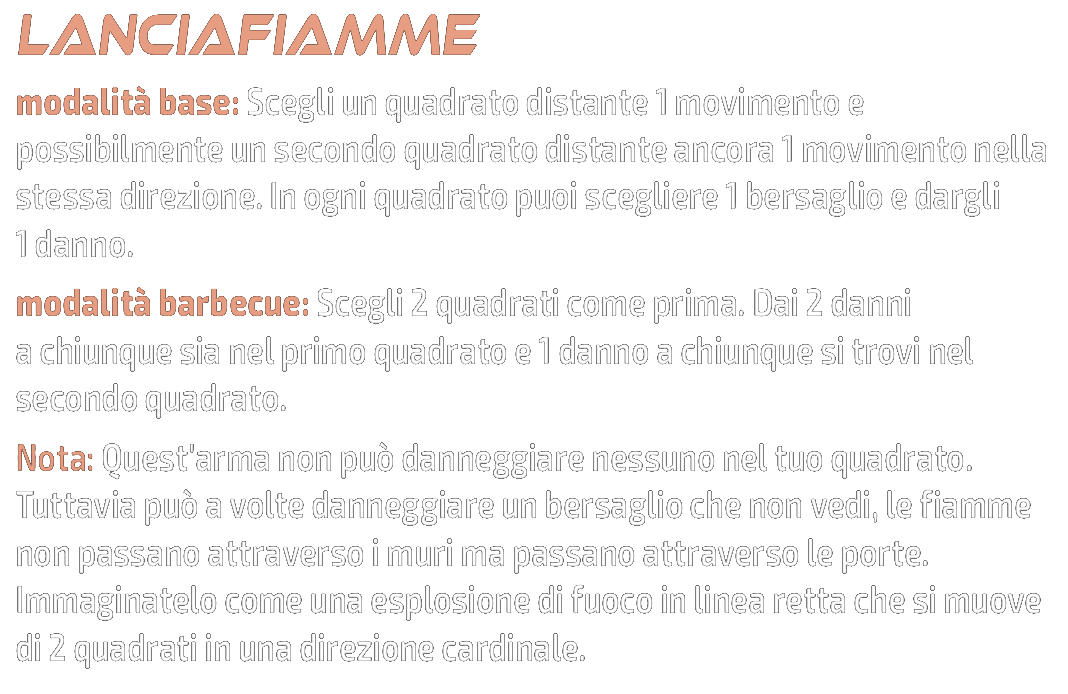 LANCIAFIAMME
modalità base: Scegli un quadrato distante 1 movimento e
possibilmente un secondo quadrato distante ancora 1 movimento nella
stessa direzione. In ogni quadrato puoi scegliere 1 bersaglio e dargli
1 danno.
modalità barbecue: Scegli 2 quadrati come prima. Dai 2 danni
a chiunque sia nel primo quadrato e 1 danno a chiunque si trovi nel
secondo quadrato.
Nota: Quest'arma non può danneggiare nessuno nel tuo quadrato.
Tuttavia può a volte danneggiare un bersaglio che non vedi, le fiamme
non passano attraverso i muri ma passano attraverso le porte.
Immaginatelo come una esplosione di fuoco in linea retta che si muove
di 2 quadrati in una direzione cardinale.